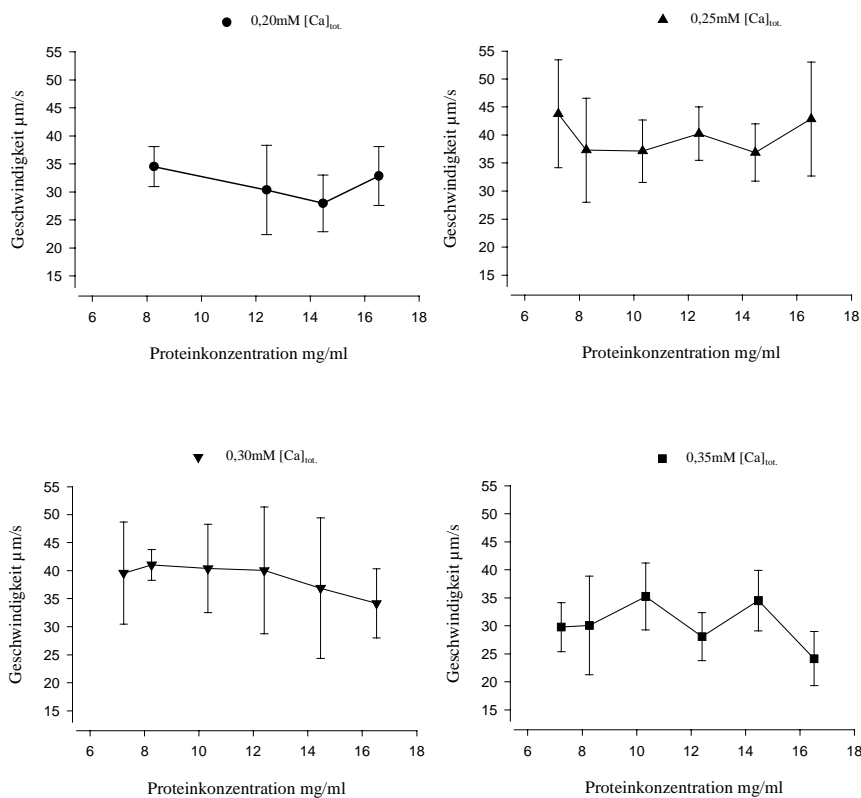 0,20mM [Ca]tot.
55
50
45
40
35
30
25
20
15
Geschwindigkeit µm/s
6 8 10 12 14 16 18
Proteinkonzentration mg/ml
0,25mM [Ca]tot.
55
50
45
40
35
30
25
20
15
Geschwindigkeit µm/s
6 8 10 12 14 16 18
Proteinkonzentration mg/ml
0,30mM [Ca]tot.
55
50
45
40
35
30
25
20
15
Geschwindigkeit µm/s
6 8 10 12 14 16 18
Proteinkonzentration mg/ml
0,35mM [Ca]tot.
55
50
45
40
35
30
25
20
15
Geschwindigkeit µm/s
6 8 10 12 14 16 18
Proteinkonzentration mg/ml